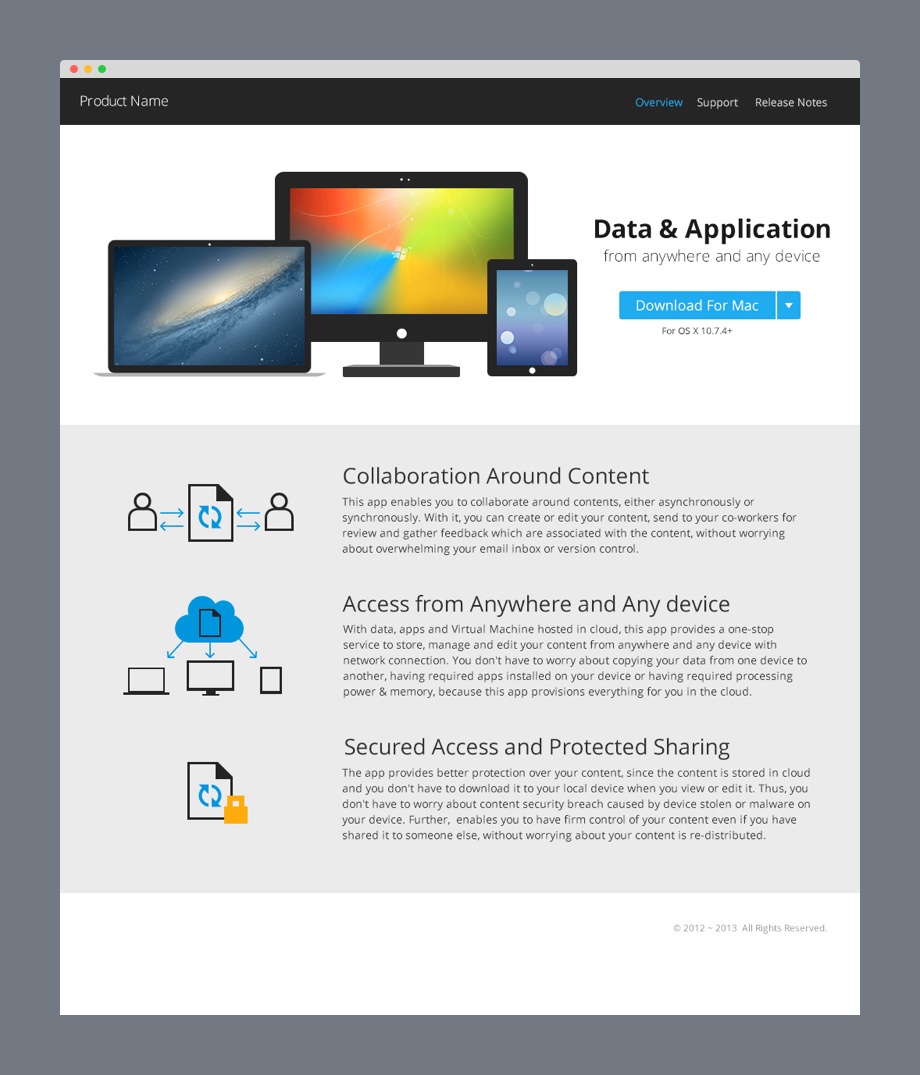 Product Name
Overview Support Release Notes
Data & Application
from anywhere and any device
Download For Mac
For OS X 10.7.4+
Collaboration Around Content
This app enables you to collaborate around contents, either asynchronously or
synchronously. With it, you can create or edit your content, send to your co-workers for
review and gather feedback which are associated with the content, without worrying
about overwhelming your email inbox or version control.
Access from Anywhere and Any device
With data, apps and Virtual Machine hosted in cloud, this app provides a one-stop
service to store, manage and edit your content from anywhere and any device with
network connection. You don't have to worry about copying your data from one device to
another, having required apps installed on your device or having required processing
power & memory, because this app provisions everything for you in the cloud.
Secured Access and Protected Sharing
The app provides better protection over your content, since the content is stored in cloud
and you don't have to download it to your local device when you view or edit it. Thus, you
don't have to worry about content security breach caused by device stolen or malware on
your device. Further,  enables you to have firm control of your content even if you have
shared it to someone else, without worrying about your content is re-distributed.
© 2012 ~ 2013  All Rights Reserved.